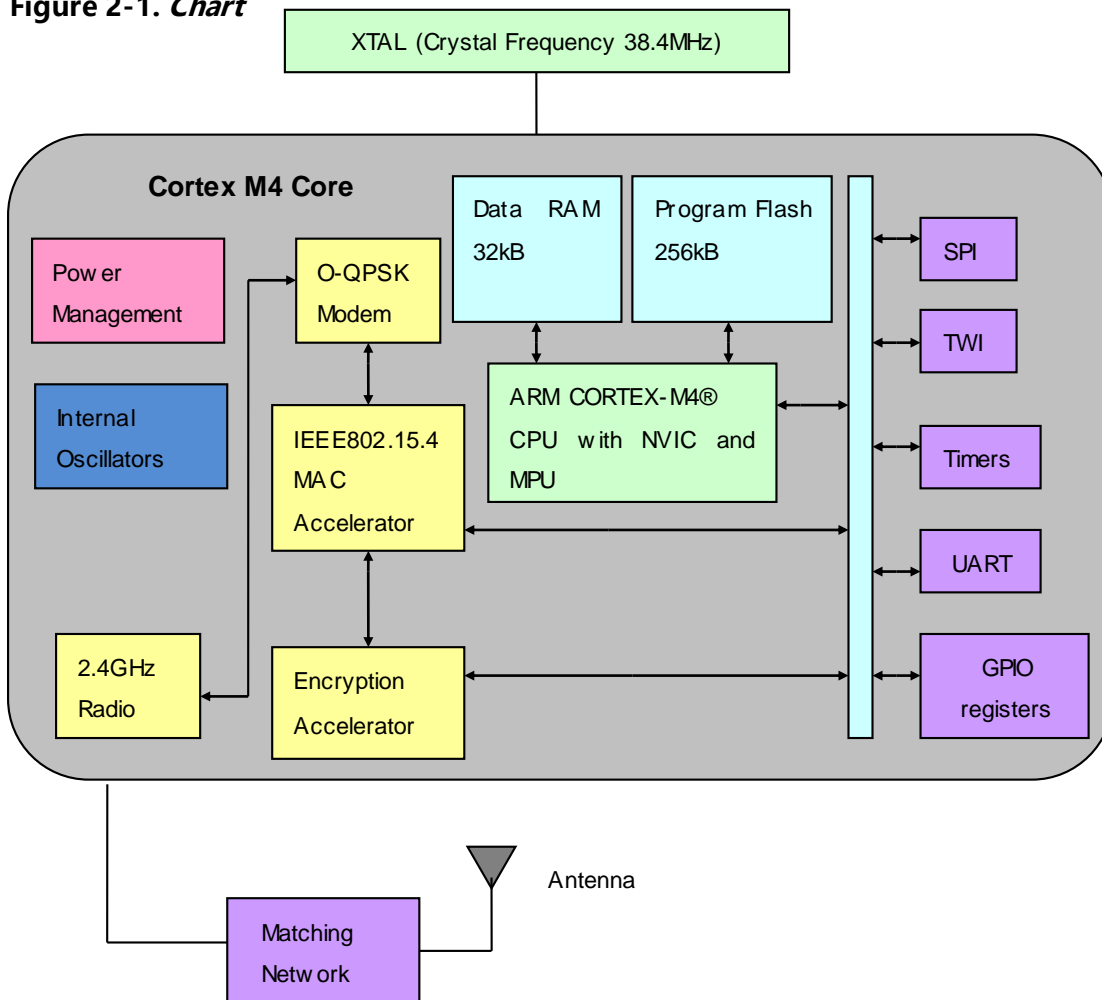 Figure 2-1. Chart
XTAL (Crystal Frequency 38.4MHz)
Cortex M4 Core
Data RAM
32kB
Program Flash
256kB
SPI
Power
Management
O-QPSK
Modem
TWI
Internal
Oscillators
IEEE802.15.4
MAC
Accelerator
ARM CORTEX-M4®
CPU with NVIC and
MPU
Timers
UART
2.4GHz
Radio
Encryption
Accelerator
GPIO
registers
Antenna
Matching
Network